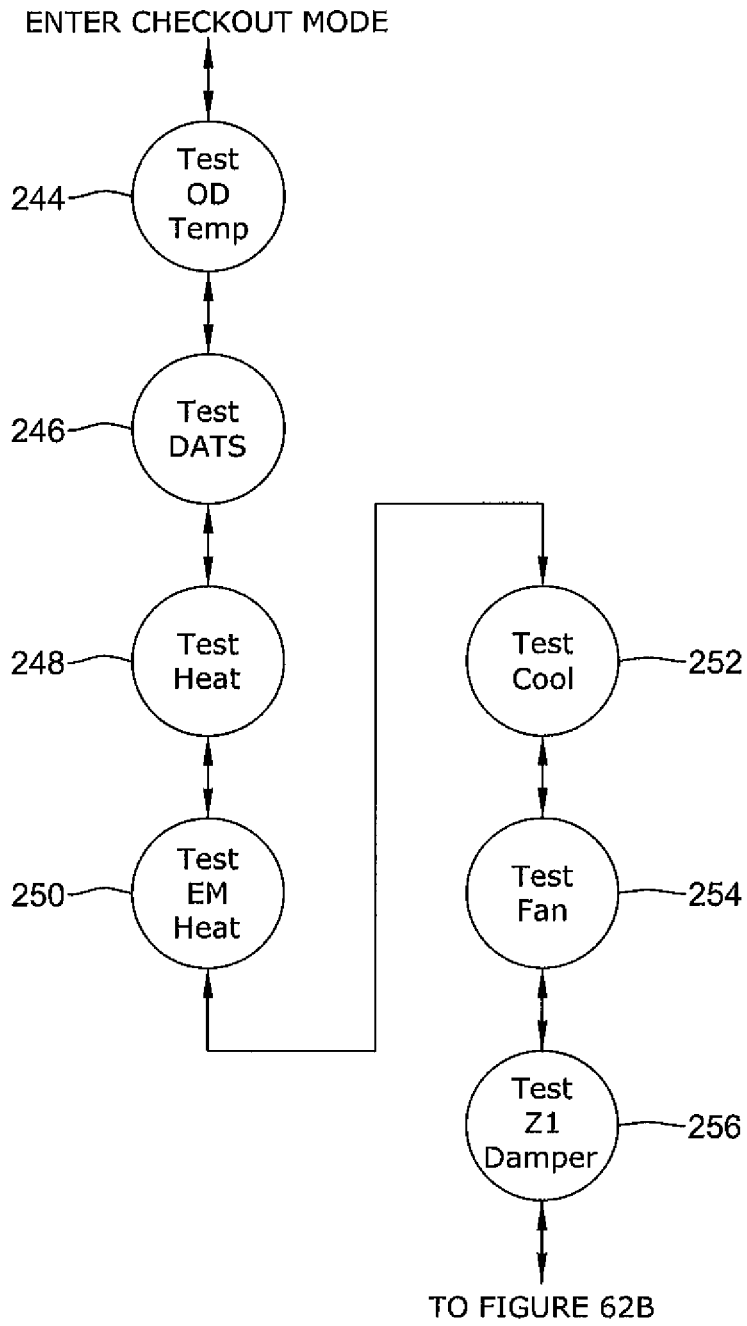 ENTER CHECKOUT MODE
244
Test
OD
Temp
246
Test
DATS
248
Test
Heat
250
Test
EM
Heat
Test
Cool
252
Test
Fan
254
Test
Z1
Damper
256
TO FIGURE 62B